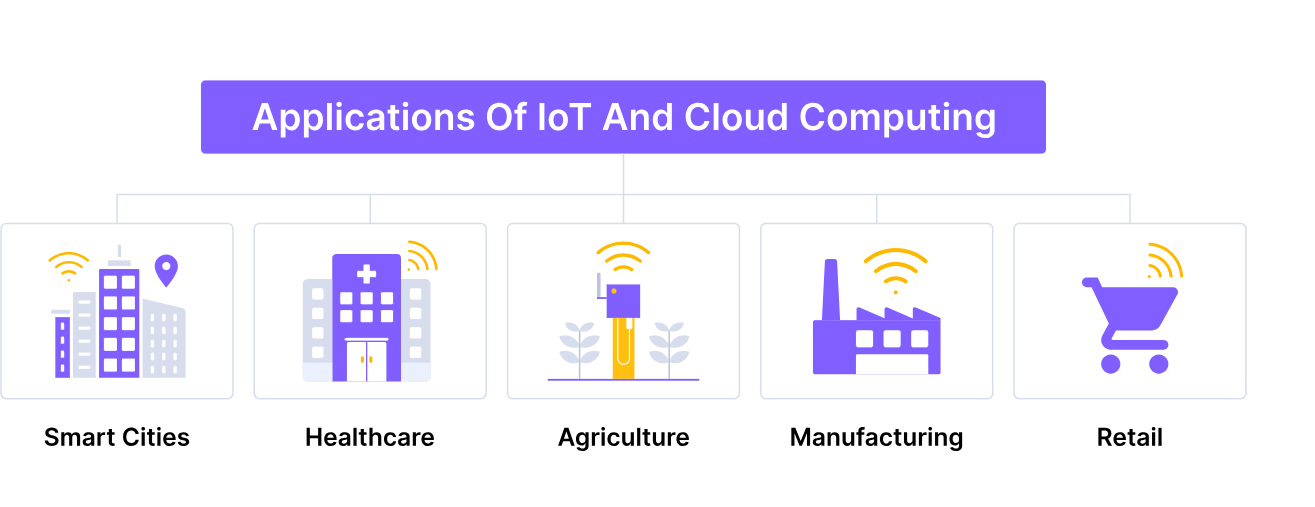 Applications Of IoT And Cloud Computing
Smart Cities
Healthcare
Agriculture
Manufacturing
Retail